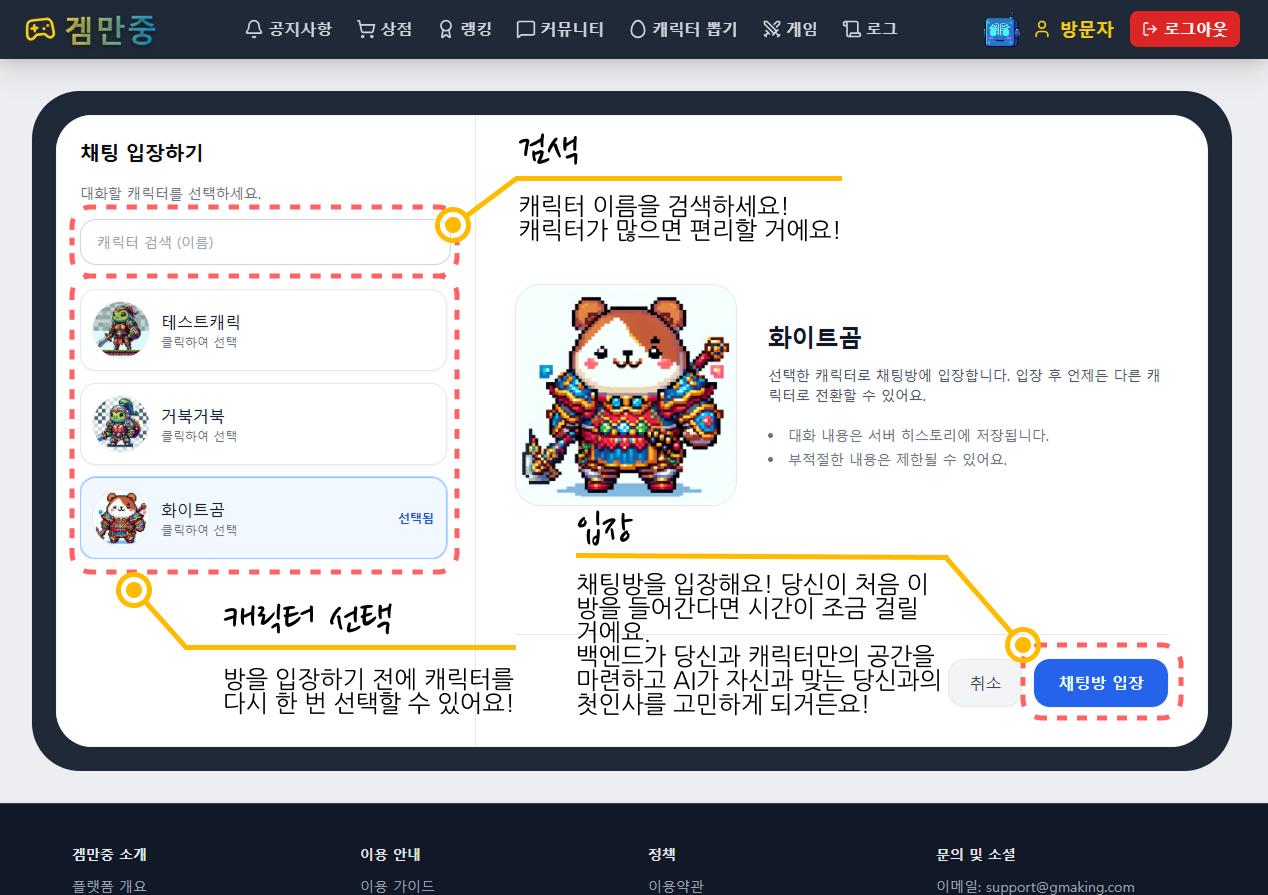 겜만중
공지사항
상점
랭킹
커뮤니티
캐릭터 뽑기
게임
로그
방문자
로그아웃
채팅 입장하기
대화할 캐릭터를 선택하세요.
캐릭터 검색 (이름)
테스트캐릭
클릭하여 선택
거북거북
클릭하여 선택
화이트곰
클릭하여 선택
선택됨
캐릭터 선택
방을 입장하기 전에 캐릭터를
다시 한 번 선택할 수 있어요!
검색
캐릭터 이름을 검색하세요!
캐릭터가 많으면 편리할 거에요!
화이트곰
선택한 캐릭터로 채팅방에 입장합니다. 입장 후 언제든 다른 캐
릭터로 전환할 수 있어요.
대화 내용은 서버 히스토리에 저장됩니다.
부적절한 내용은 제한될 수 있어요.
입장
채팅방을 입장해요! 당신이 처음 이
방을 들어간다면 시간이 조금 걸릴
거에요.
백엔드가 당신과 캐릭터만의 공간을
마련하고 AI가 자신과 맞는 당신과의
첫인사를 고민하게 되거든요!
취소
채팅방 입장
겜만중 소개
플랫폼 개요
이용 안내
이용 가이드
정책
이용약관
문의 및 소셜
이메일: support@gmaking.com